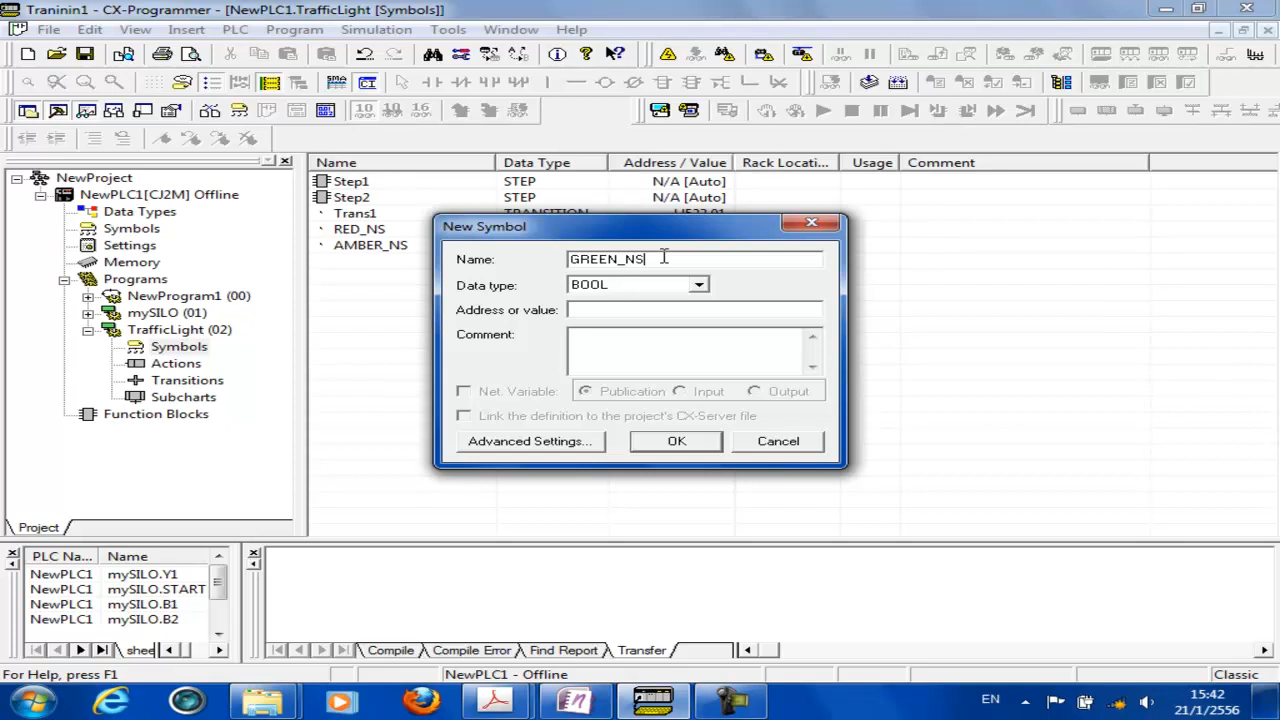 Traninin1 - CX-Programmer - [NewPLC1.TrafficLight [Symbols]]
File Edit View Insert PLC Program Simulation Tools Window Help
SMA CI
10 10 16
Name Data Type Address / Value Rack Locati... Usage Comment
NewProject
NewPLC1[CJ2M] Offline
Data Types
Symbols
Settings
Memory
Programs
NewProgram1 (00)
mySILO (01)
TrafficLight (02)
Symbols
Actions
Transitions
Subcharts
Function Blocks
Project
Step1 STEP N/A [Auto]
Step2 STEP N/A [Auto]
Trans1
RED_NS
AMBER_NS
New Symbol
Name: GREEN_NS
Data type: BOOL
Address or value:
Comment:
Net. Variable: Publication Input Output
Link the definition to the project's CX-Server file
Advanced Settings... OK Cancel
PLC Na... Name
NewPLC1 mySILO.Y1
NewPLC1 mySILO.START
NewPLC1 mySILO.B1
NewPLC1 mySILO.B2
shee
Compile Compile Error Find Report Transfer
For Help, press F1 NewPLC1 - Offline Classic
EN
15:42
21/1/2556